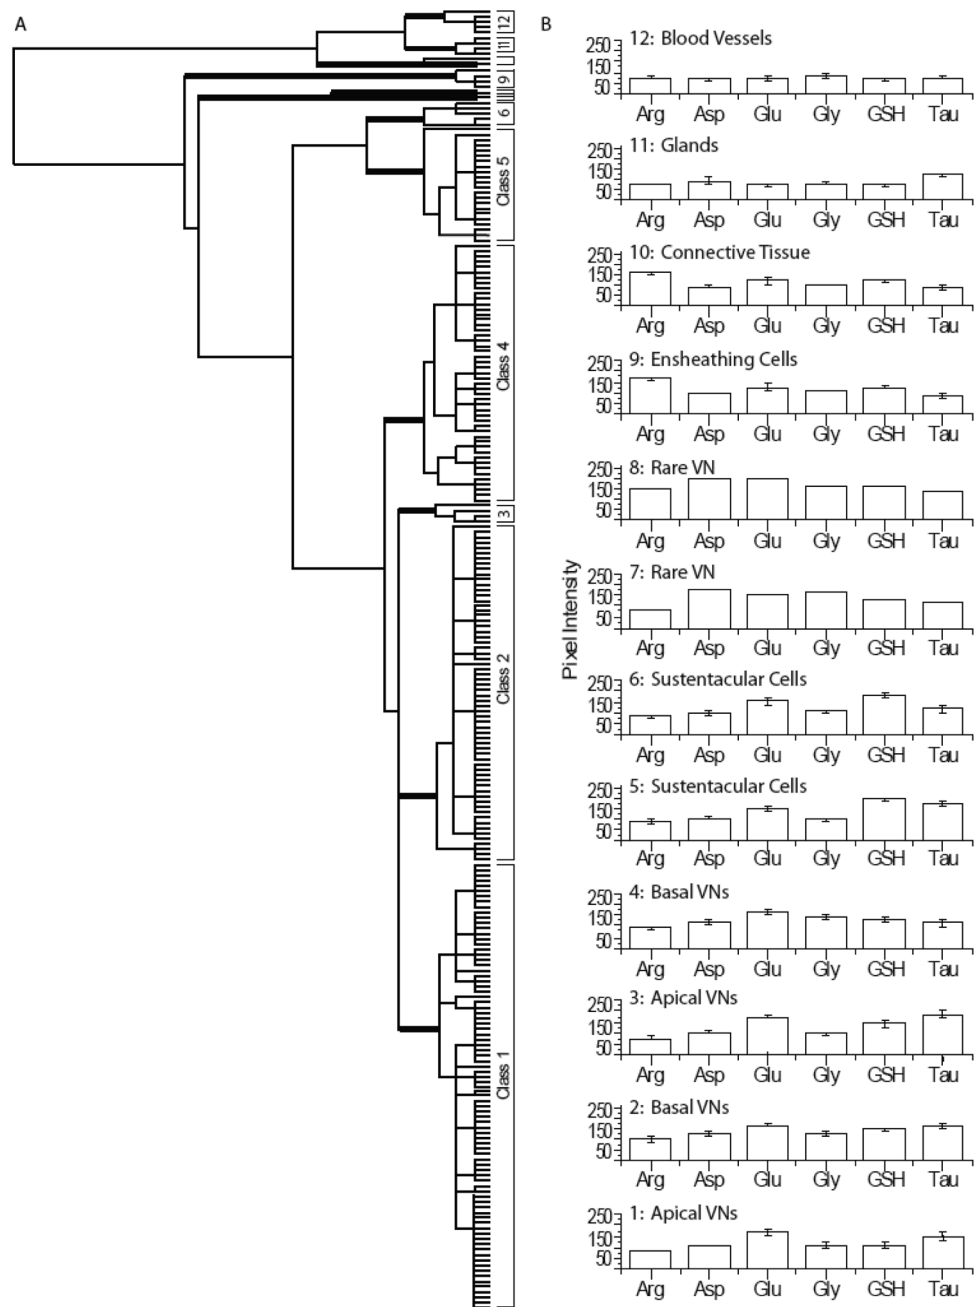 A
12
11
9
6
Class 5
Class 4
3
Class 2
Class 1
B
Pixel Intensity
12: Blood Vessels
250
150
50
Arg Asp Glu Gly GSH Tau
11: Glands
250
150
50
Arg Asp Glu Gly GSH Tau
10: Connective Tissue
250
150
50
Arg Asp Glu Gly GSH Tau
9: Ensheathing Cells
250
150
50
Arg Asp Glu Gly GSH Tau
8: Rare VN
250
150
50
Arg Asp Glu Gly GSH Tau
7: Rare VN
250
150
50
Arg Asp Glu Gly GSH Tau
6: Sustentacular Cells
250
150
50
Arg Asp Glu Gly GSH Tau
5: Sustentacular Cells
250
150
50
Arg Asp Glu Gly GSH Tau
4: Basal VNs
250
150
50
Arg Asp Glu Gly GSH Tau
3: Apical VNs
250
150
50
Arg Asp Glu Gly GSH Tau
2: Basal VNs
250
150
50
Arg Asp Glu Gly GSH Tau
1: Apical VNs
250
150
50
Arg Asp Glu Gly GSH Tau